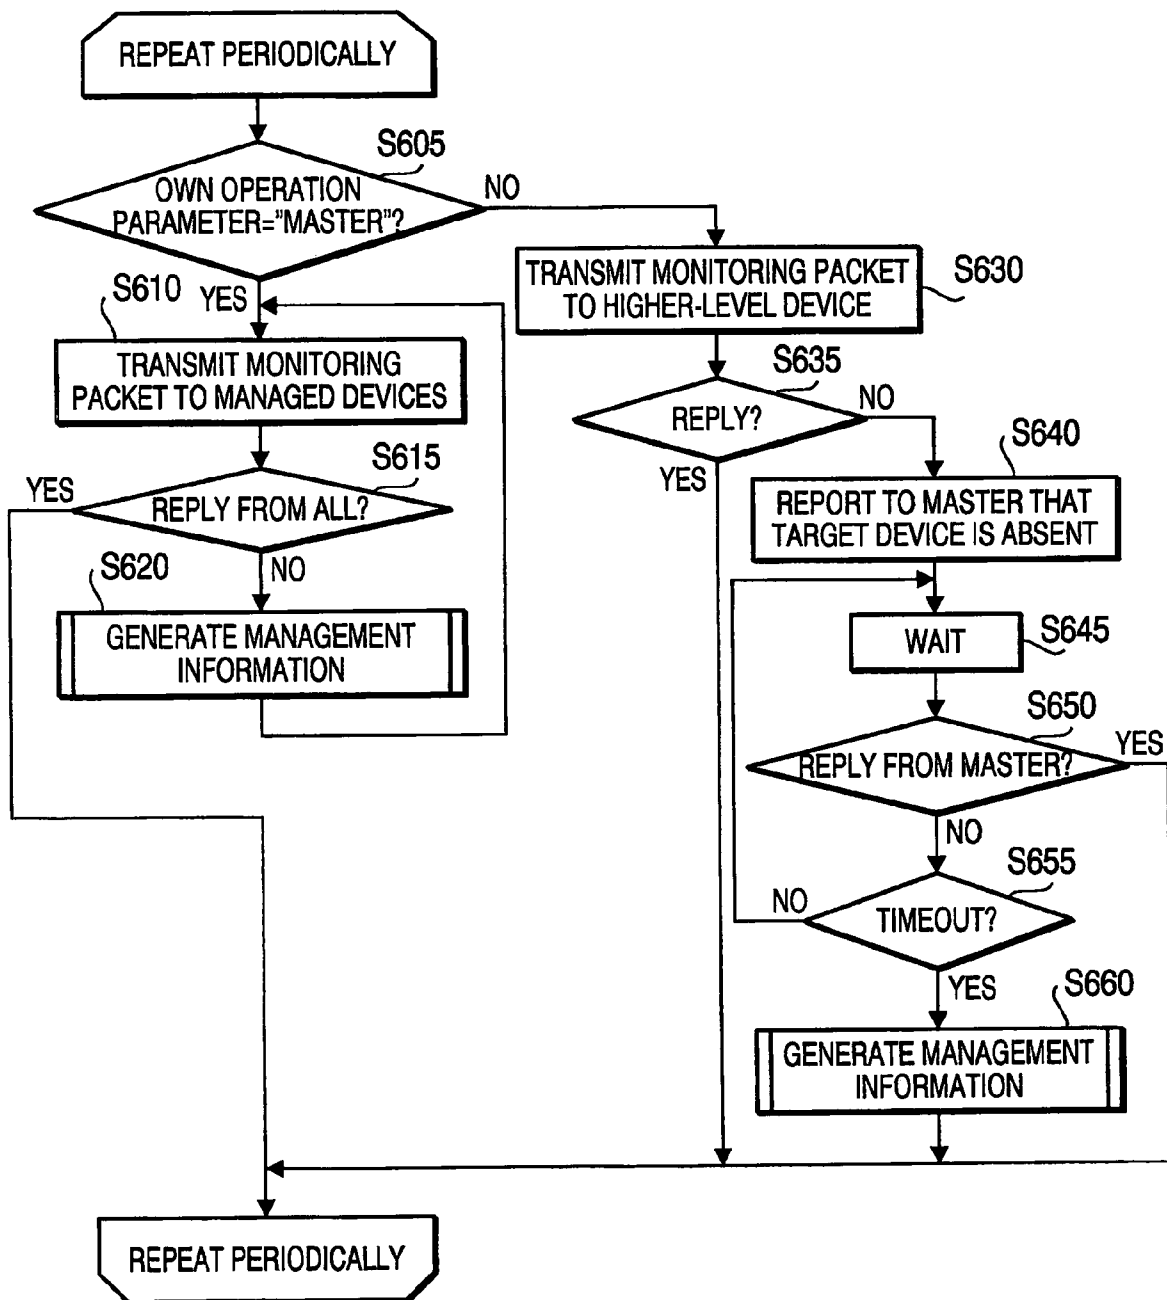 REPEAT PERIODICALLY
S605
OWN OPERATION
PARAMETER="MASTER"?
NO
YES
S610
TRANSMIT MONITORING
PACKET TO MANAGED DEVICES
S615
YES
REPLY FROM ALL?
NO
S620
GENERATE MANAGEMENT
INFORMATION
TRANSMIT MONITORING PACKET
TO HIGHER-LEVEL DEVICE
S630
S635
REPLY?
NO
YES
S640
REPORT TO MASTER THAT
TARGET DEVICE IS ABSENT
WAIT
S645
S650
REPLY FROM MASTER?
YES
NO
S655
NO
TIMEOUT?
YES
S660
GENERATE MANAGEMENT
INFORMATION
REPEAT PERIODICALLY